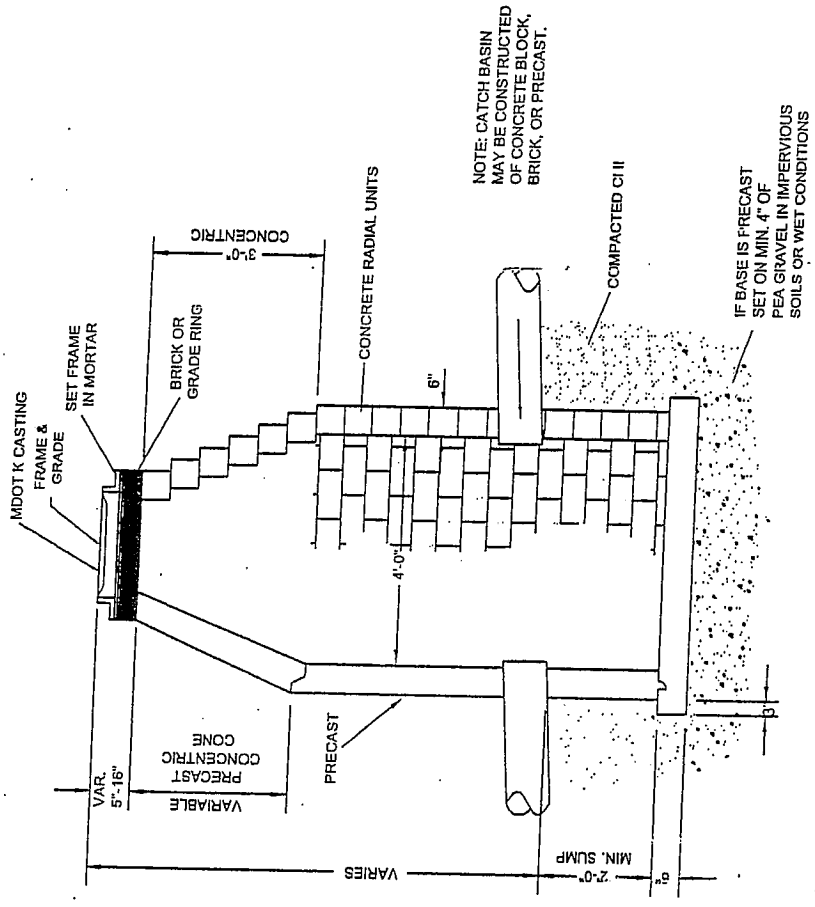 MDOT K CASTING
FRAME &
GRADE
SET FRAME
IN MORTAR
BRICK OR
GRADE RING
3'-0"
CONCENTRIC
CONCRETE RADIAL UNITS
6"
NOTE: CATCH BASIN
MAY BE CONSTRUCTED
OF CONCRETE BLOCK,
BRICK, OR PRECAST.
COMPACTED
IF BASE IS PRECAST
SET ON MIN. 4" OF
PEA GRAVEL IN IMPERVIOUS
SOILS OR WET CONDITIONS
4'-0"
PRECAST
VAR.
5"-16"
VARIABLE
PRECAST
CONCENTRIC
CONE
VARIES
2'-0"
MIN. SUMP
6"